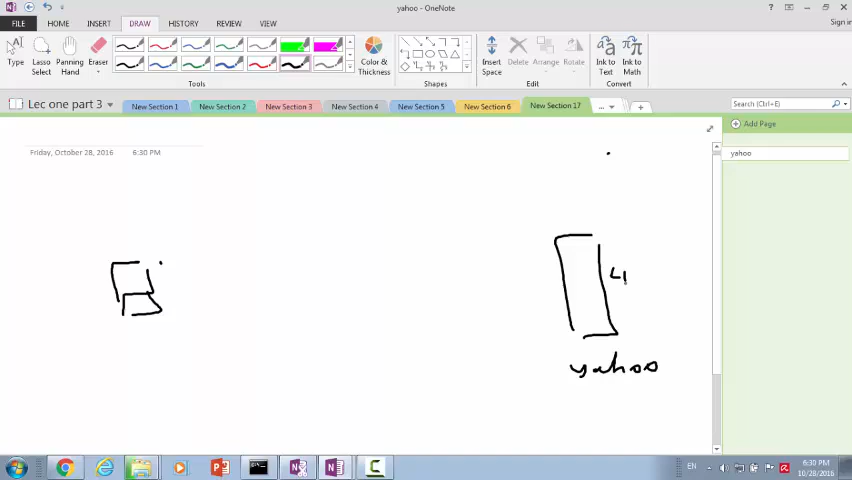 yahoo - OneNote
FILE HOME INSERT DRAW HISTORY REVIEW VIEW
Sign in
Type Lasso Select Panning Hand Eraser Color & Thickness Insert Space Delete Arrange Rotate Ink to Text Ink to Math
Tools Shapes Edit Convert
Lec one part 3 New Section 1 New Section 2 New Section 3 New Section 4 New Section 5 New Section 6 New Section 17 ... Search (Ctrl+E)
Add Page
Friday, October 28, 2016 6:30 PM
yahoo
yahoo
EN 6:30 PM
10/28/2016